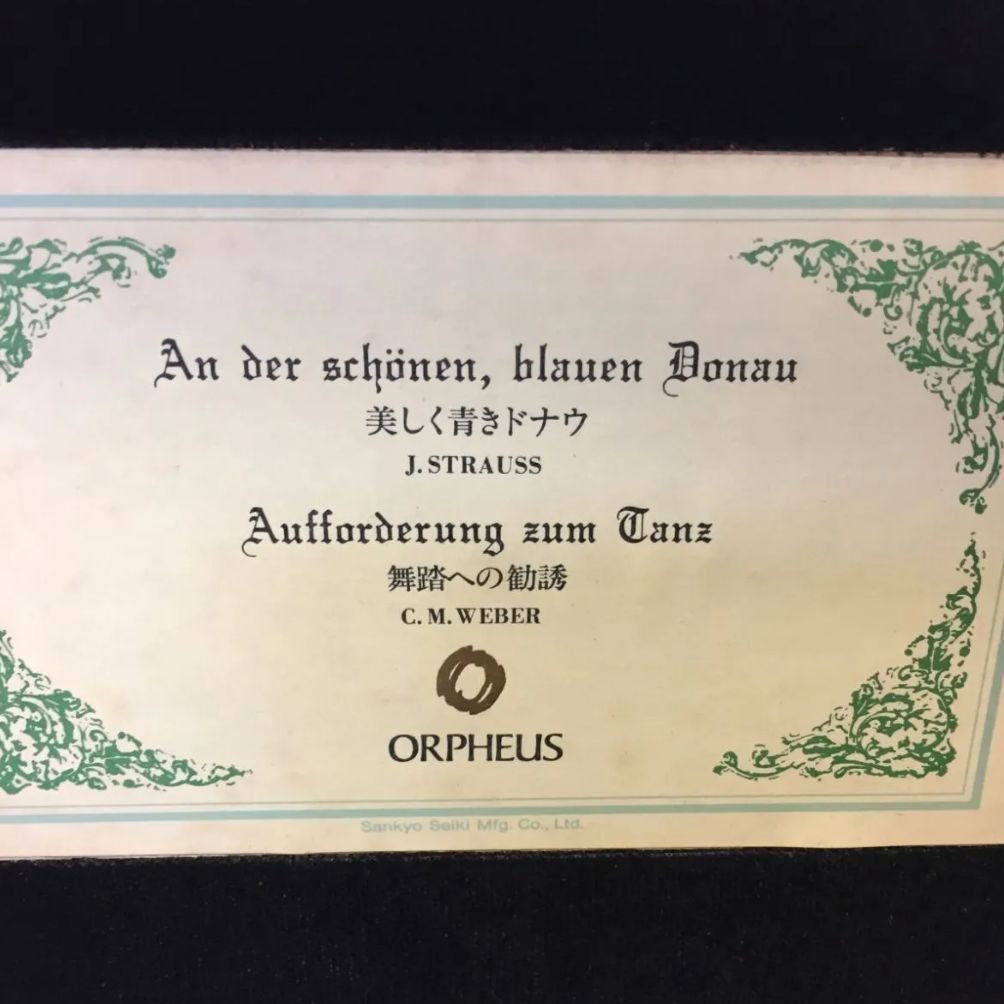 An der schönen, blauen Donau
美しく青きドナウ
J. STRAUSS
Aufforderung zum Tanz
舞踏への勧誘
C. M. WEBER
ORPHEUS
Sankyo Seiki Mfg. Co., Ltd.